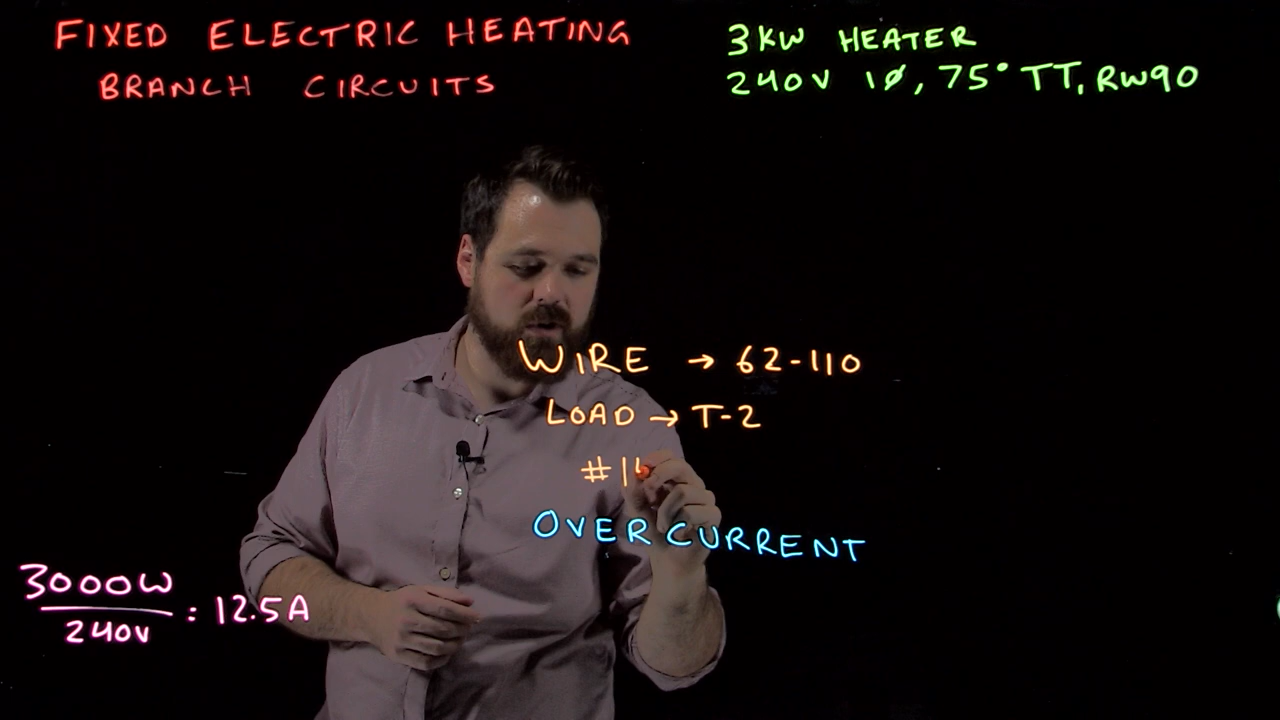 FIXED ELECTRIC HEATING
BRANCH CIRCUITS
3KW HEATER
240V 1ø, 75° TT, RW90
WIRE → 62-110
LOAD → T-2
#14
OVERCURRENT
3000W
240V
= 12.5A